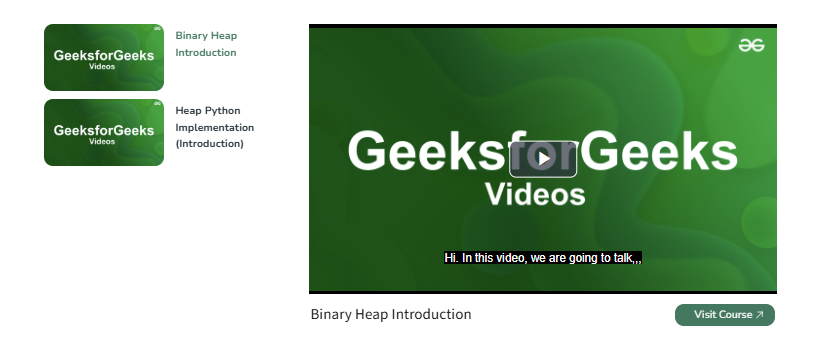 GeeksforGeeks
Videos
Binary Heap
Introduction
GeeksforGeeks
Videos
Heap Python
Implementation
(Introduction)
GeeksforGeeks
Videos
Hi. In this video, we are going to talk,,,
Binary Heap Introduction
Visit Course